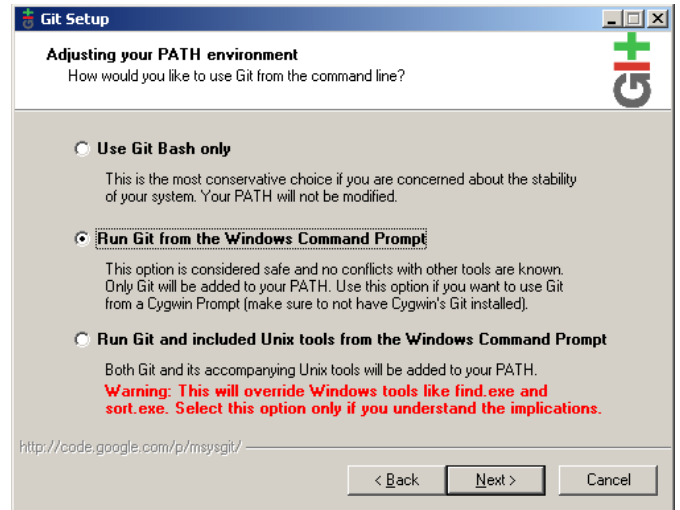 Git Setup
Adjusting your PATH environment
How would you like to use Git from the command line?
Git+
Use Git Bash only
This is the most conservative choice if you are concerned about the stability
of your system. Your PATH will not be modified.
Run Git from the Windows Command Prompt
This option is considered safe and no conflicts with other tools are known.
Only Git will be added to your PATH. Use this option if you want to use Git
from a Cygwin Prompt (make sure to not have Cygwin's Git installed).
Run Git and included Unix tools from the Windows Command Prompt
Both Git and its accompanying Unix tools will be added to your PATH.
Warning: This will override Windows tools like find.exe and
sort.exe. Select this option only if you understand the implications.
http://code.google.com/p/msysgit/
< Back Next > Cancel